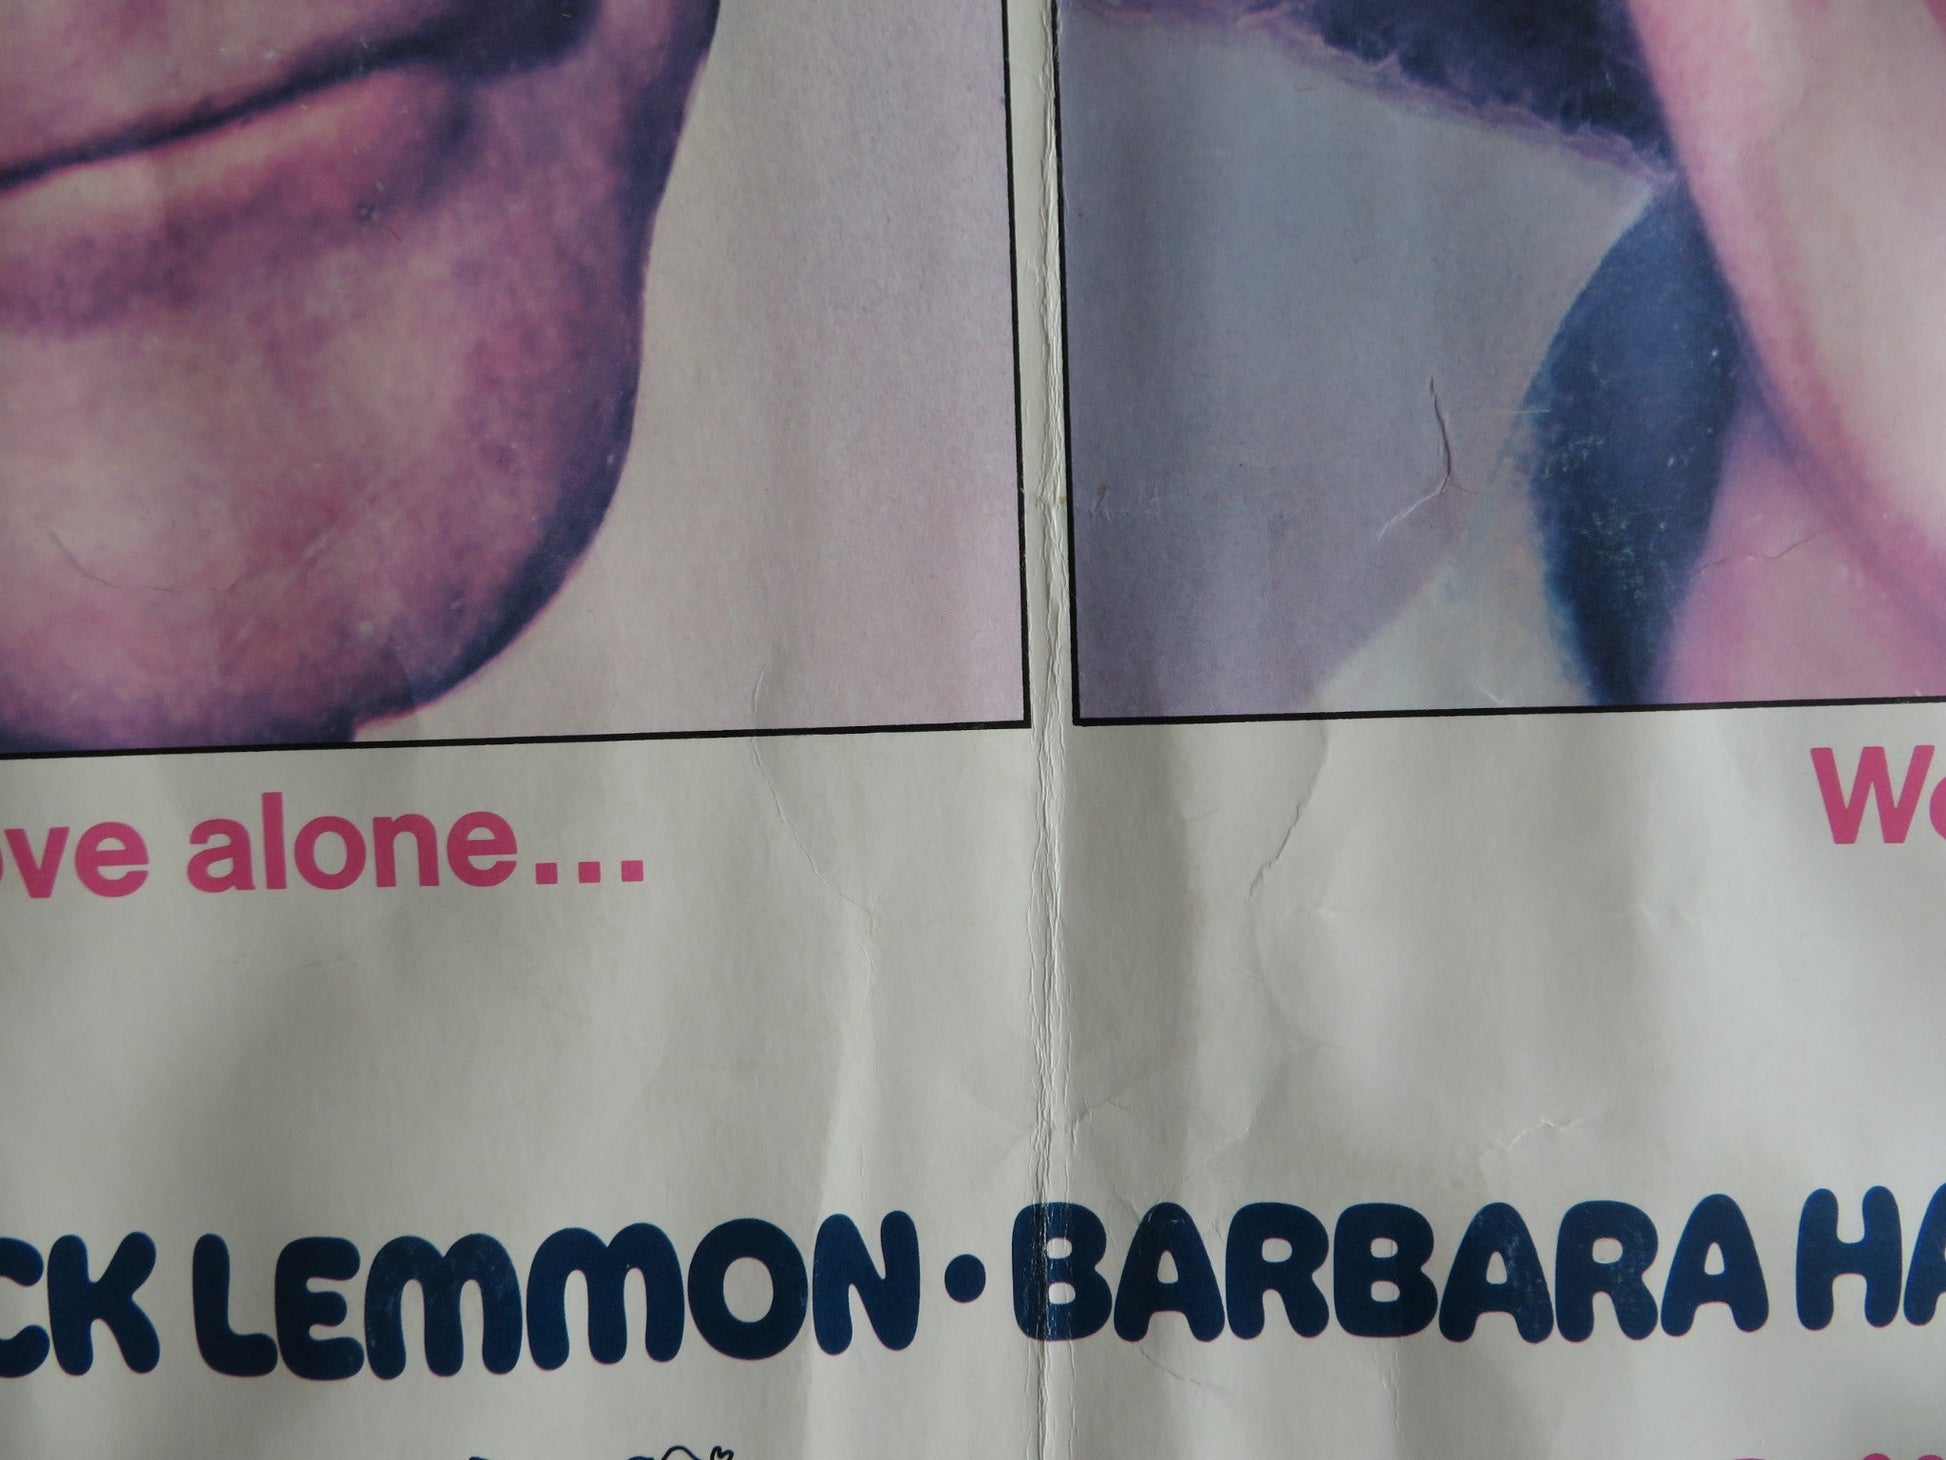 ove alone...
We
CK LEMMON • BARBARA HA